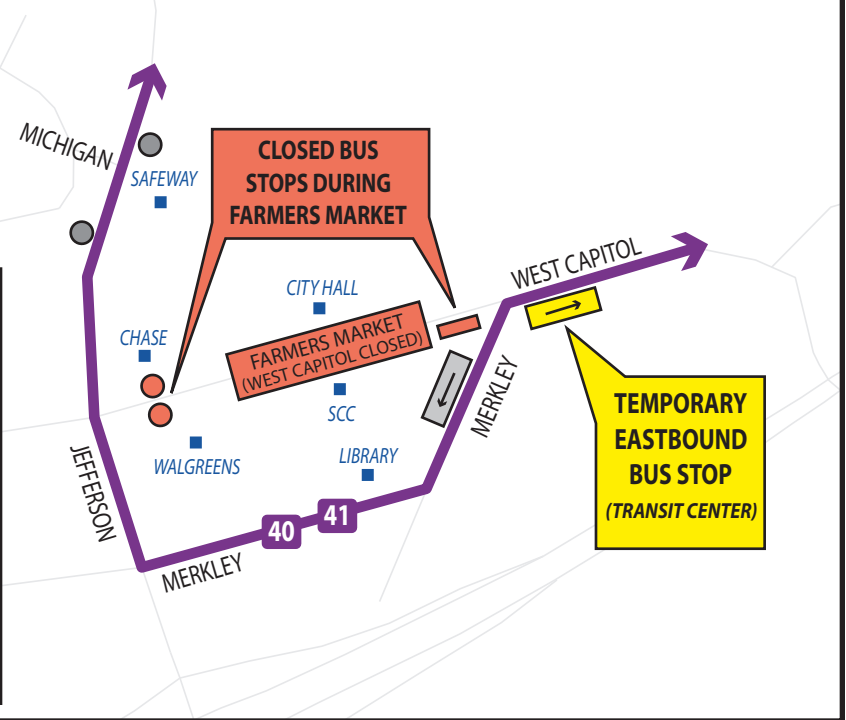 MICHIGAN
SAFEWAY
CLOSED BUS
STOPS DURING
FARMERS MARKET
WEST CAPITOL
CITY HALL
CHASE
FARMERS MARKET
(WEST CAPITOL CLOSED)
SCC
MERKLEY
TEMPORARY
EASTBOUND
BUS STOP
(TRANSIT CENTER)
WALGREENS
LIBRARY
JEFFERSON
40
41
MERKLEY